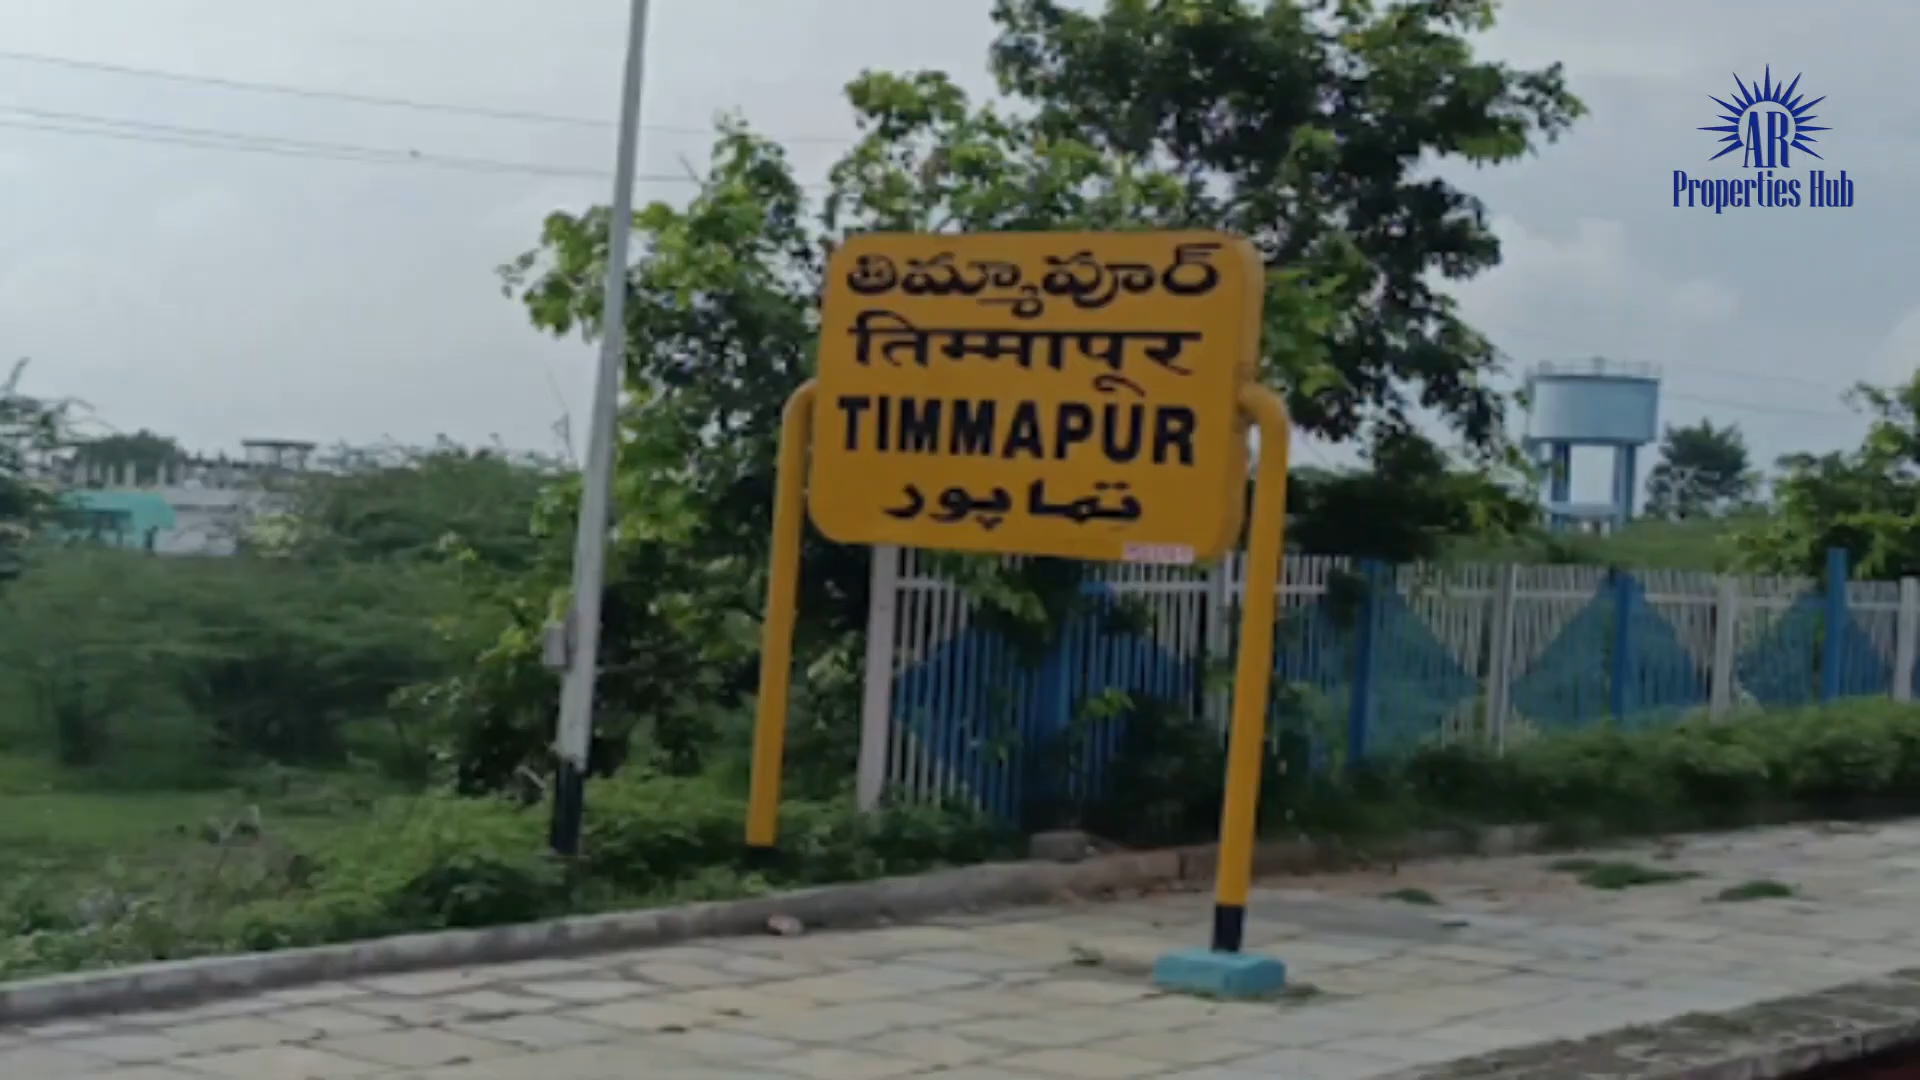 AR
Properties Hub
తిమ్మాపూర్
तिम्मापूर
TIMMAPUR
تماپور